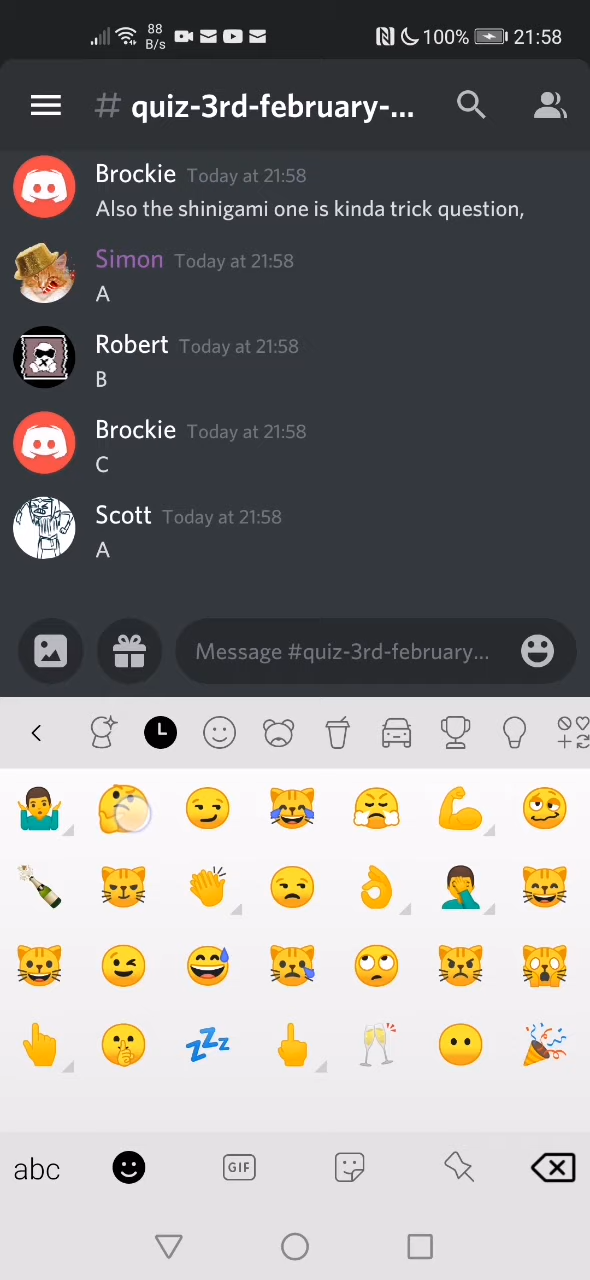 88
B/s
100%
21:58
# quiz-3rd-february-...
Brockie Today at 21:58
Also the shinigami one is kinda trick question,
Simon Today at 21:58
A
Robert Today at 21:58
B
Brockie Today at 21:58
C
Scott Today at 21:58
A
Message #quiz-3rd-february...
abc
GIF